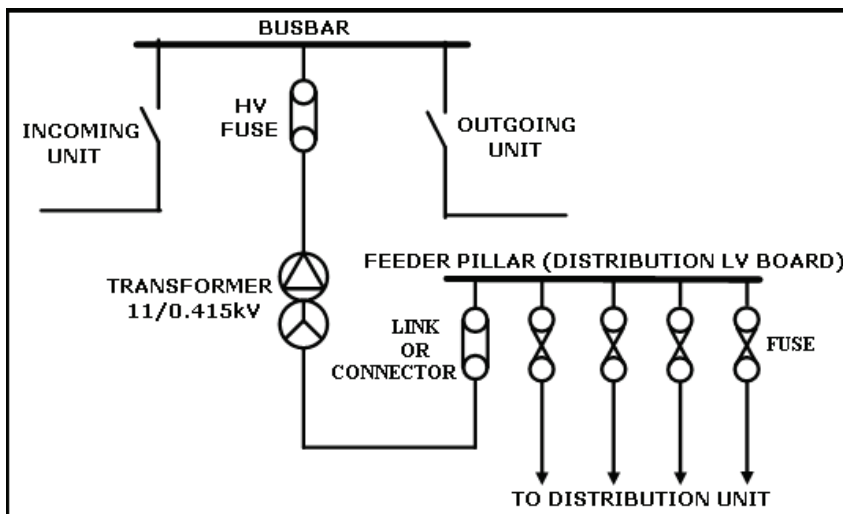 BUSBAR
HV
FUSE
INCOMING
UNIT
OUTGOING
UNIT
FEEDER PILLAR (DISTRIBUTION LV BOARD)
TRANSFORMER
11/0.415kV
LINK
OR
CONNECTOR
FUSE
TO DISTRIBUTION UNIT